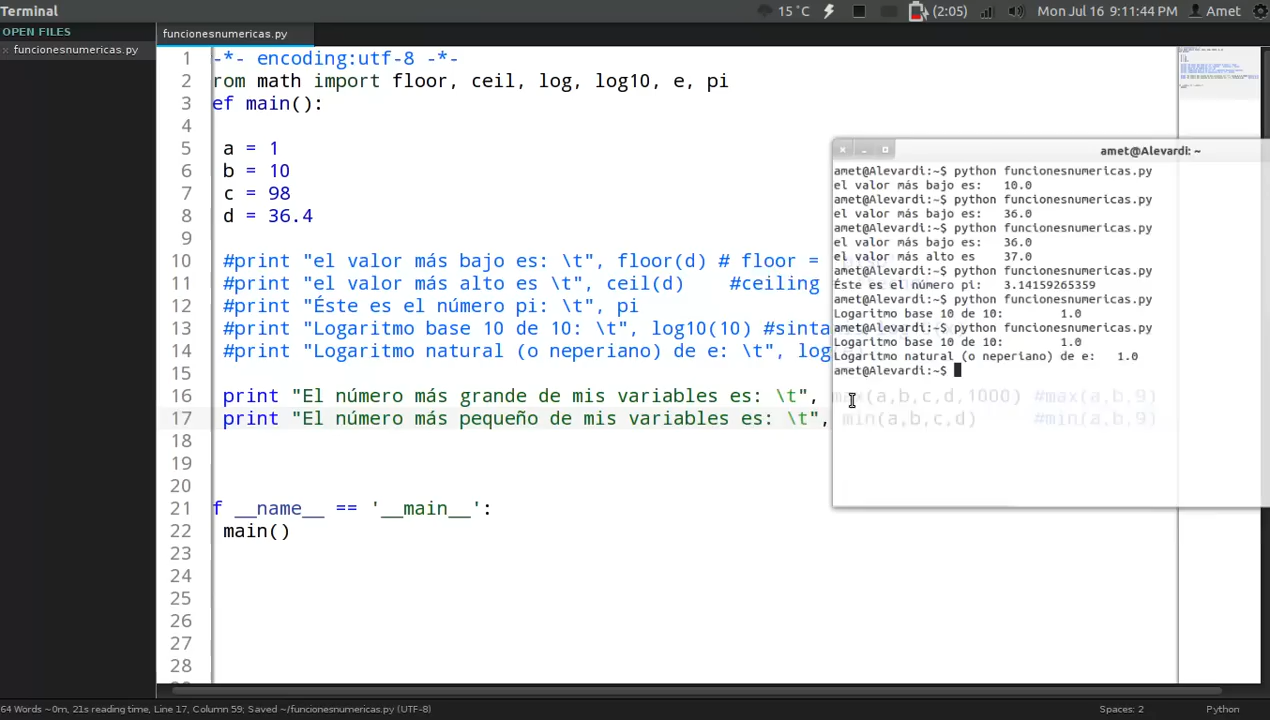 Terminal
15 °C
(2:05)
Mon Jul 16 9:11:44 PM
Amet
OPEN FILES
× funcionesnumericas.py
funcionesnumericas.py
1 -*- encoding:utf-8 -*-
2 rom math import floor, ceil, log, log10, e, pi
3 ef main():
4
5 a = 1
6 b = 10
7 c = 98
8 d = 36.4
9
10 #print "el valor más bajo es: \t", floor(d) # floor =
11 #print "el valor más alto es \t", ceil(d) #ceiling
12 #print "Éste es el número pi: \t", pi
13 #print "Logaritmo base 10 de 10: \t", log10(10) #sinta
14 #print "Logaritmo natural (o neperiano) de e: \t", log
15
16 print "El número más grande de mis variables es: \t", max(a,b,c,d,1000) #max(a,b,9)
17 print "El número más pequeño de mis variables es: \t", min(a,b,c,d) #min(a,b,9)
18
19
20
21 f __name__ == '__main__':
22 main()
23
24
25
26
27
28
amet@Alevardi: ~
amet@Alevardi:~$ python funcionesnumericas.py
el valor más bajo es: 10.0
amet@Alevardi:~$ python funcionesnumericas.py
el valor más bajo es: 36.0
amet@Alevardi:~$ python funcionesnumericas.py
el valor más bajo es: 36.0
el valor más alto es 37.0
amet@Alevardi:~$ python funcionesnumericas.py
Éste es el número pi: 3.14159265359
amet@Alevardi:~$ python funcionesnumericas.py
Logaritmo base 10 de 10: 1.0
amet@Alevardi:~$ python funcionesnumericas.py
Logaritmo base 10 de 10: 1.0
Logaritmo natural (o neperiano) de e: 1.0
amet@Alevardi:~$
64 Words ~0m, 21s reading time, Line 17, Column 59; Saved ~/funcionesnumericas.py (UTF-8)
Spaces: 2
Python